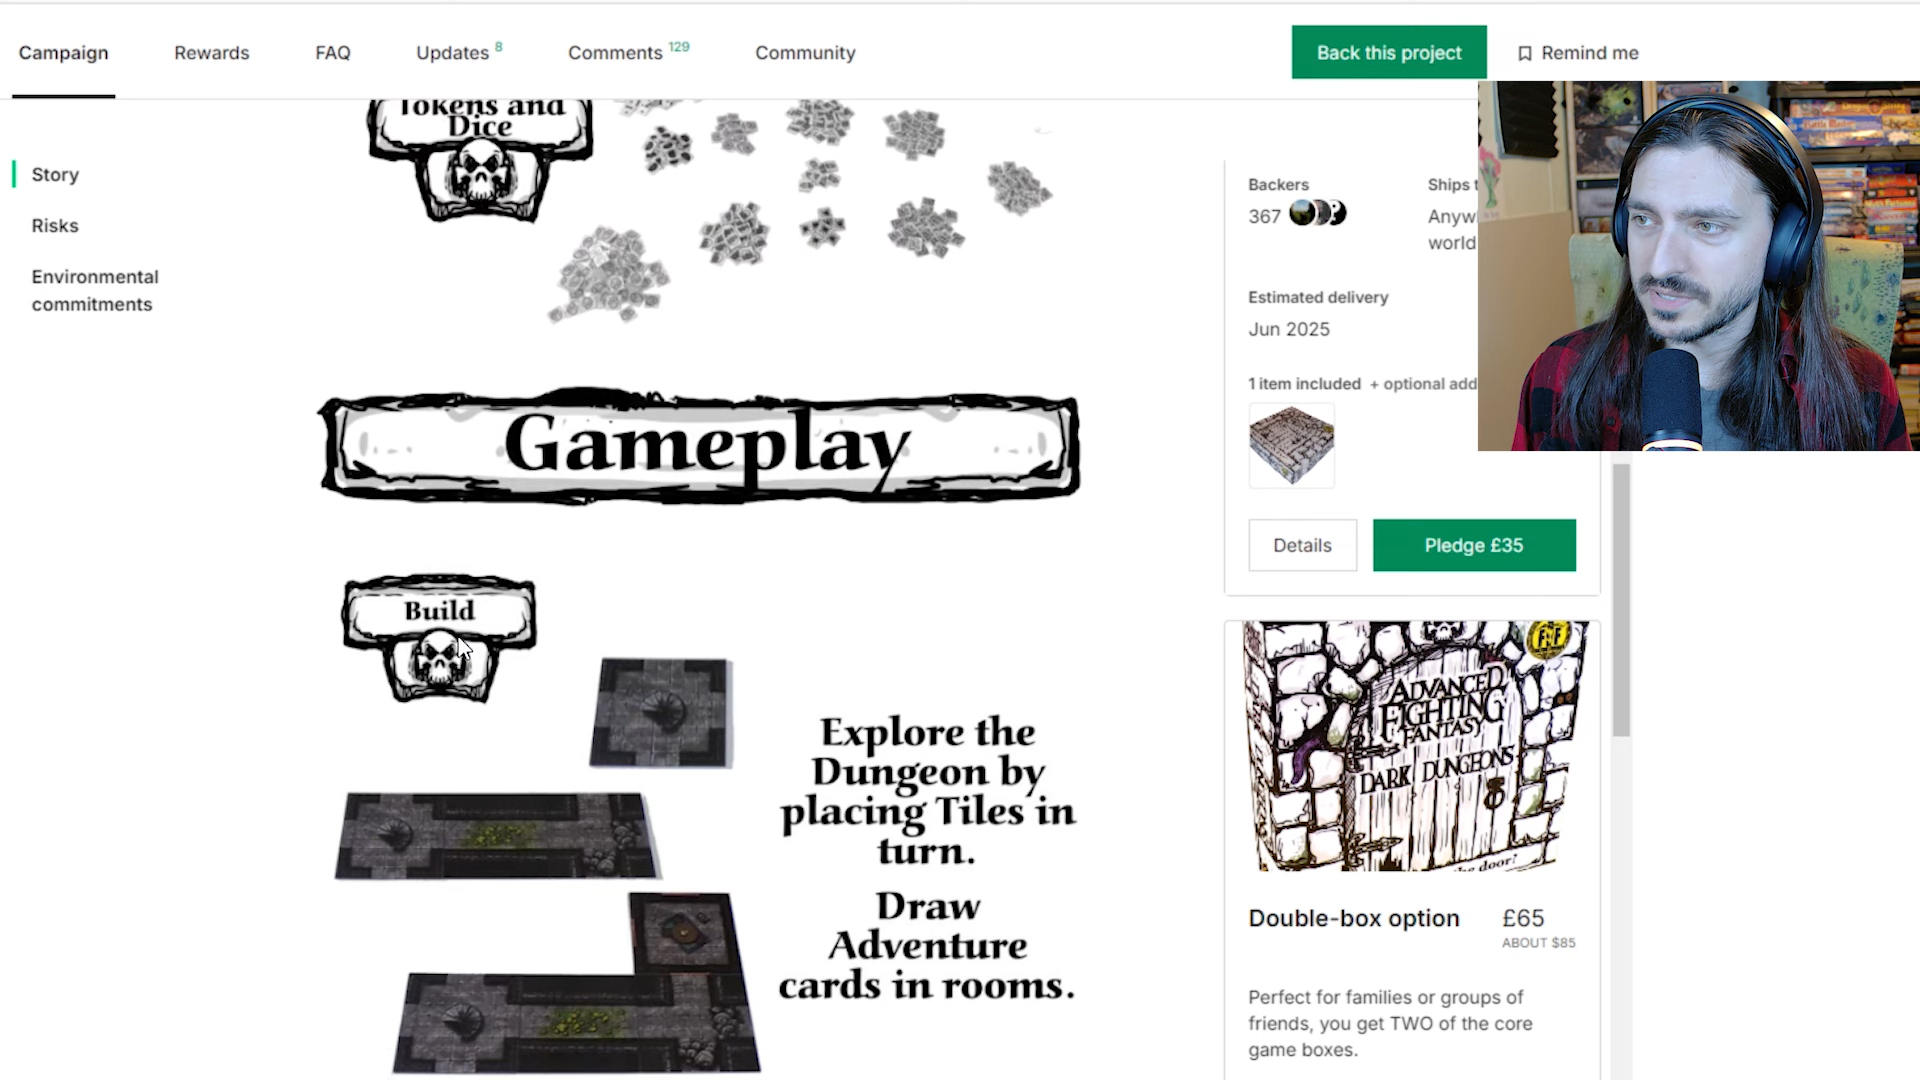 Campaign
Rewards
FAQ
Updates 8
Comments 129
Community
Back this project
Remind me
Story
Risks
Environmental
commitments
Tokens and
Dice
Gameplay
Build
Explore the
Dungeon by
placing Tiles in
turn.
Draw
Adventure
cards in rooms.
Backers
367
Ships t
Anyw
world
Estimated delivery
Jun 2025
1 item included + optional add
Details
Pledge £35
ADVANCED
FIGHTING
FANTASY
DARK DUNGEONS
the door!
Double-box option
£65
ABOUT $85
Perfect for families or groups of
friends, you get TWO of the core
game boxes.